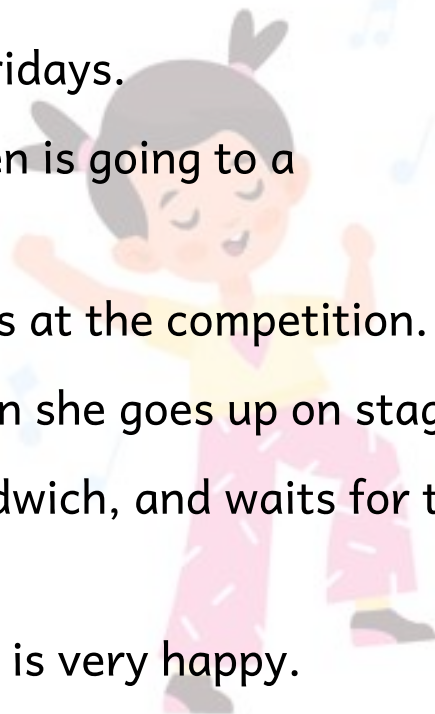 ridays.
en is going to a
s at the competition.
n she goes up on stag
dwich, and waits for t
is very happy.